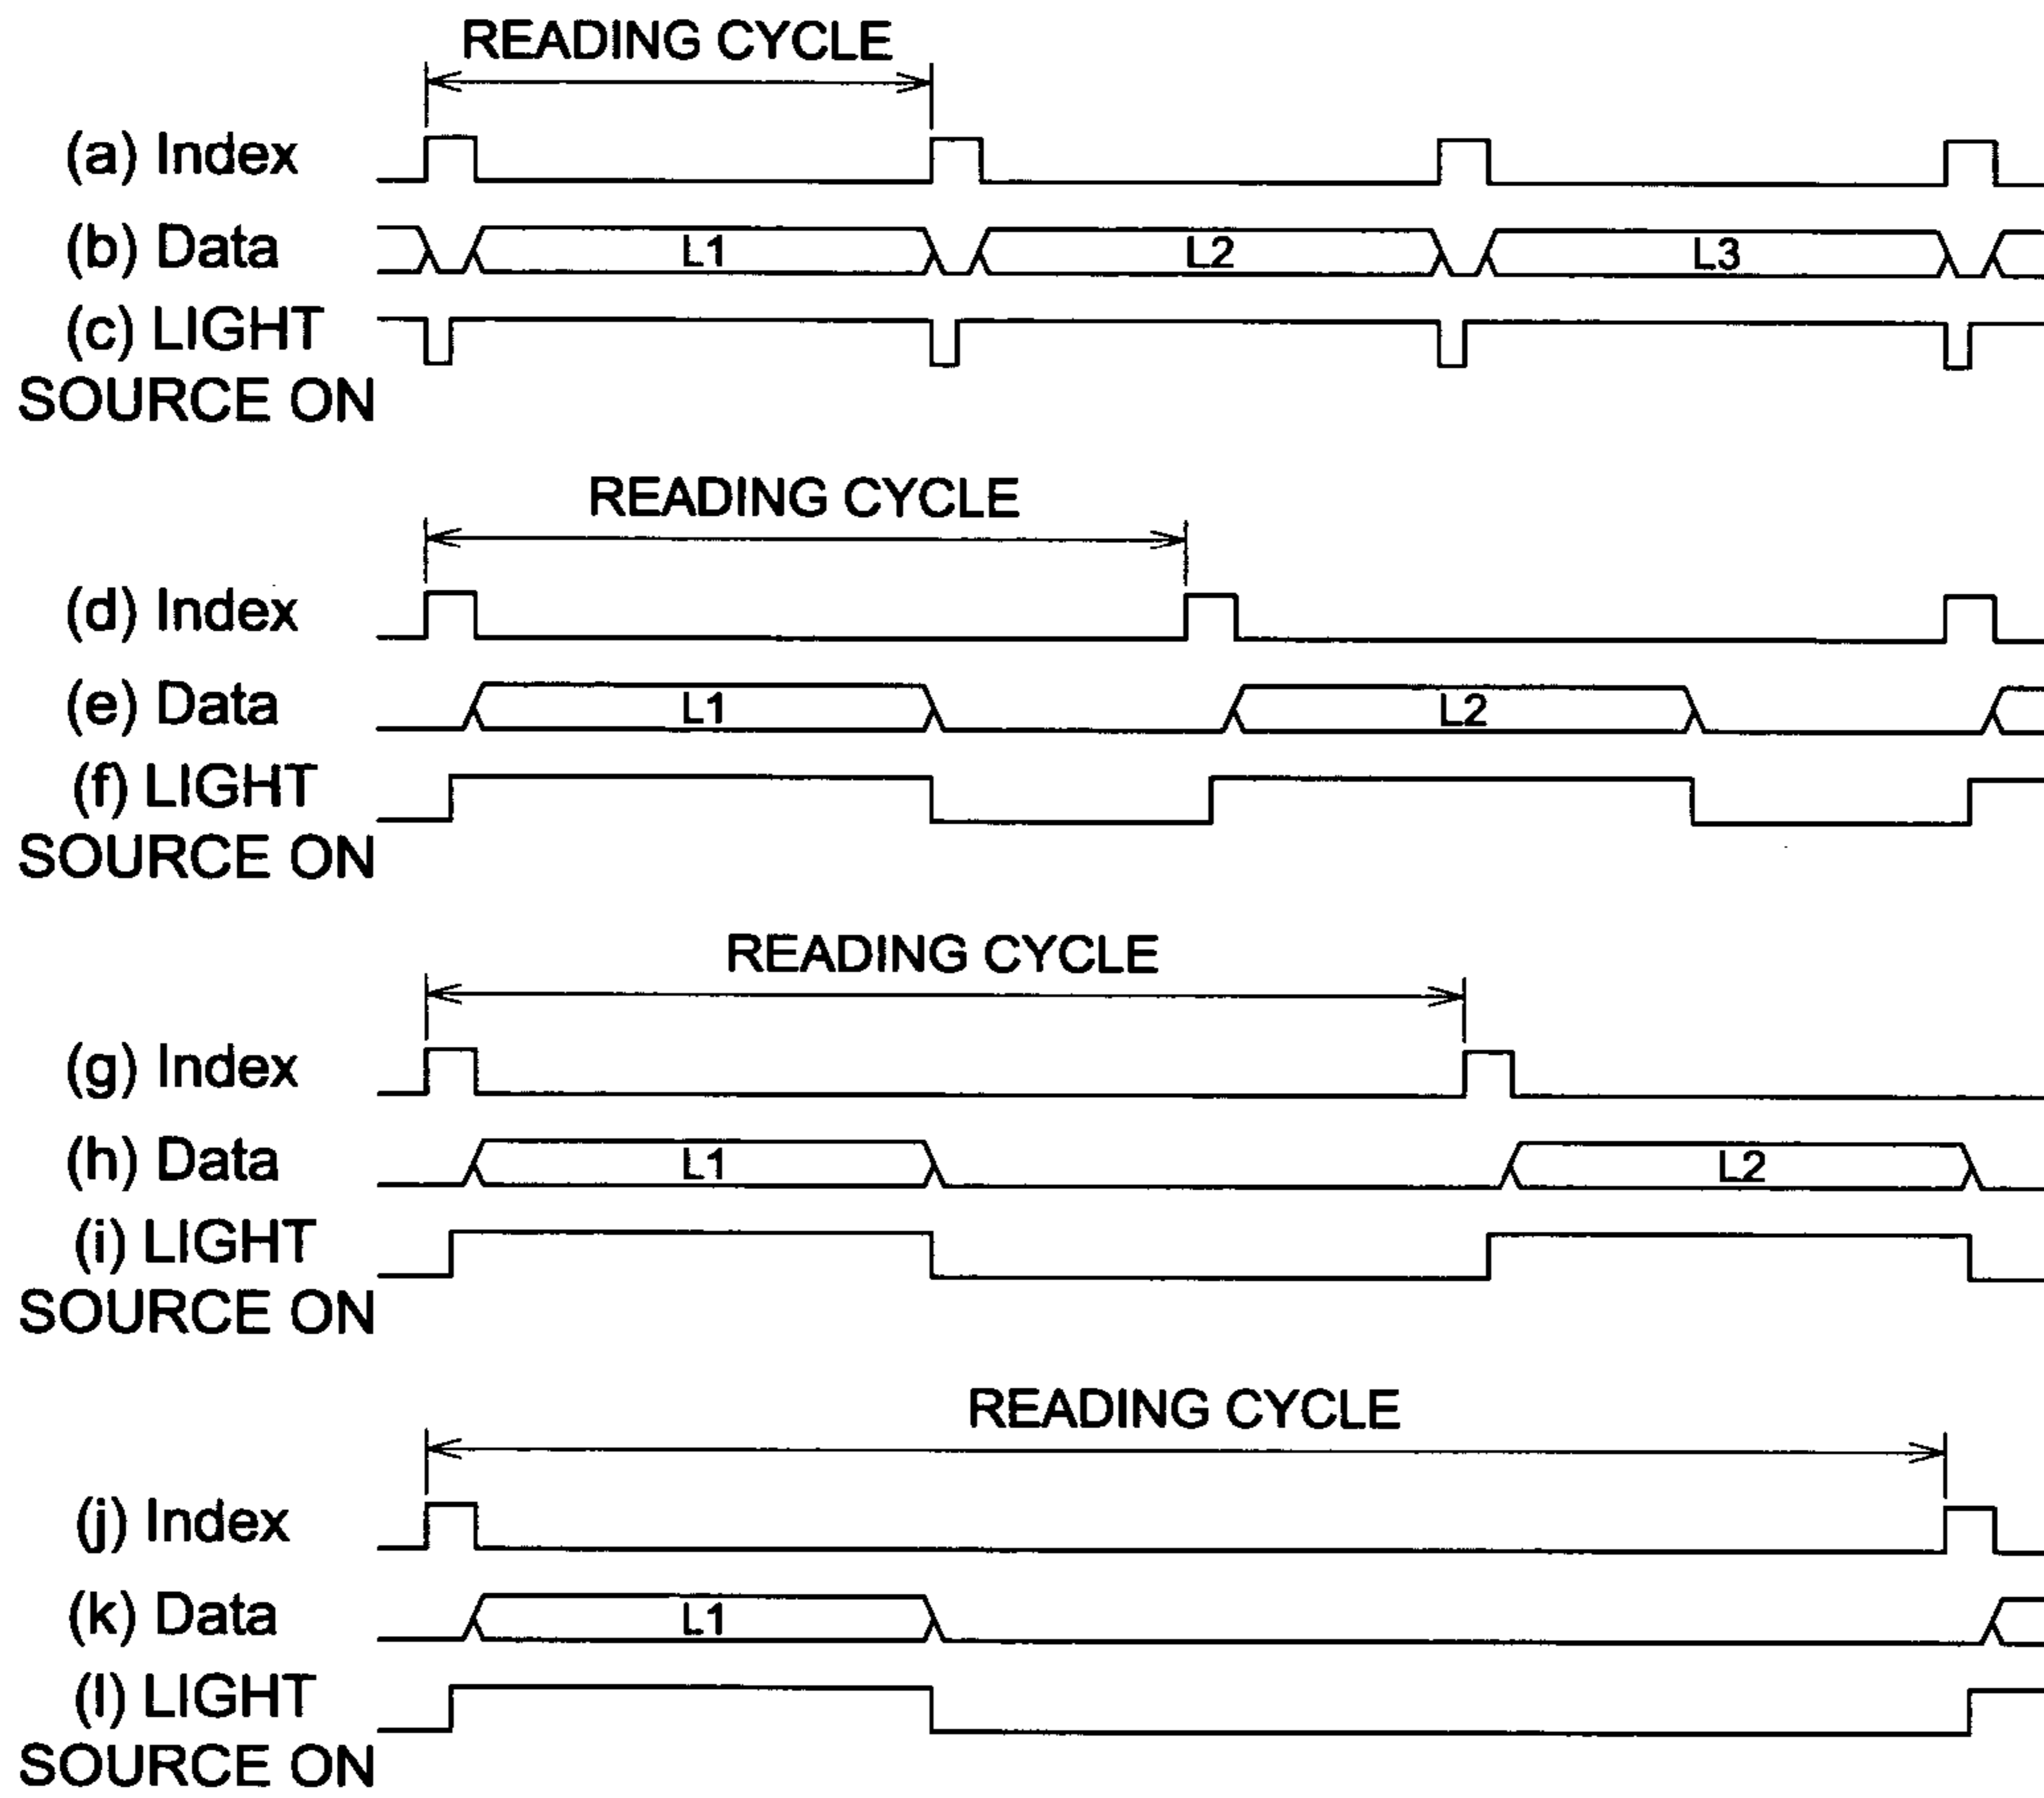 READING CYCLE
(a) Index
(b) Data
L1
L2
L3
(c) LIGHT
SOURCE ON
READING CYCLE
(d) Index
(e) Data
L1
L2
(f) LIGHT
SOURCE ON
READING CYCLE
(g) Index
(h) Data
L1
L2
(i) LIGHT
SOURCE ON
READING CYCLE
(j) Index
(k) Data
L1
(l) LIGHT
SOURCE ON